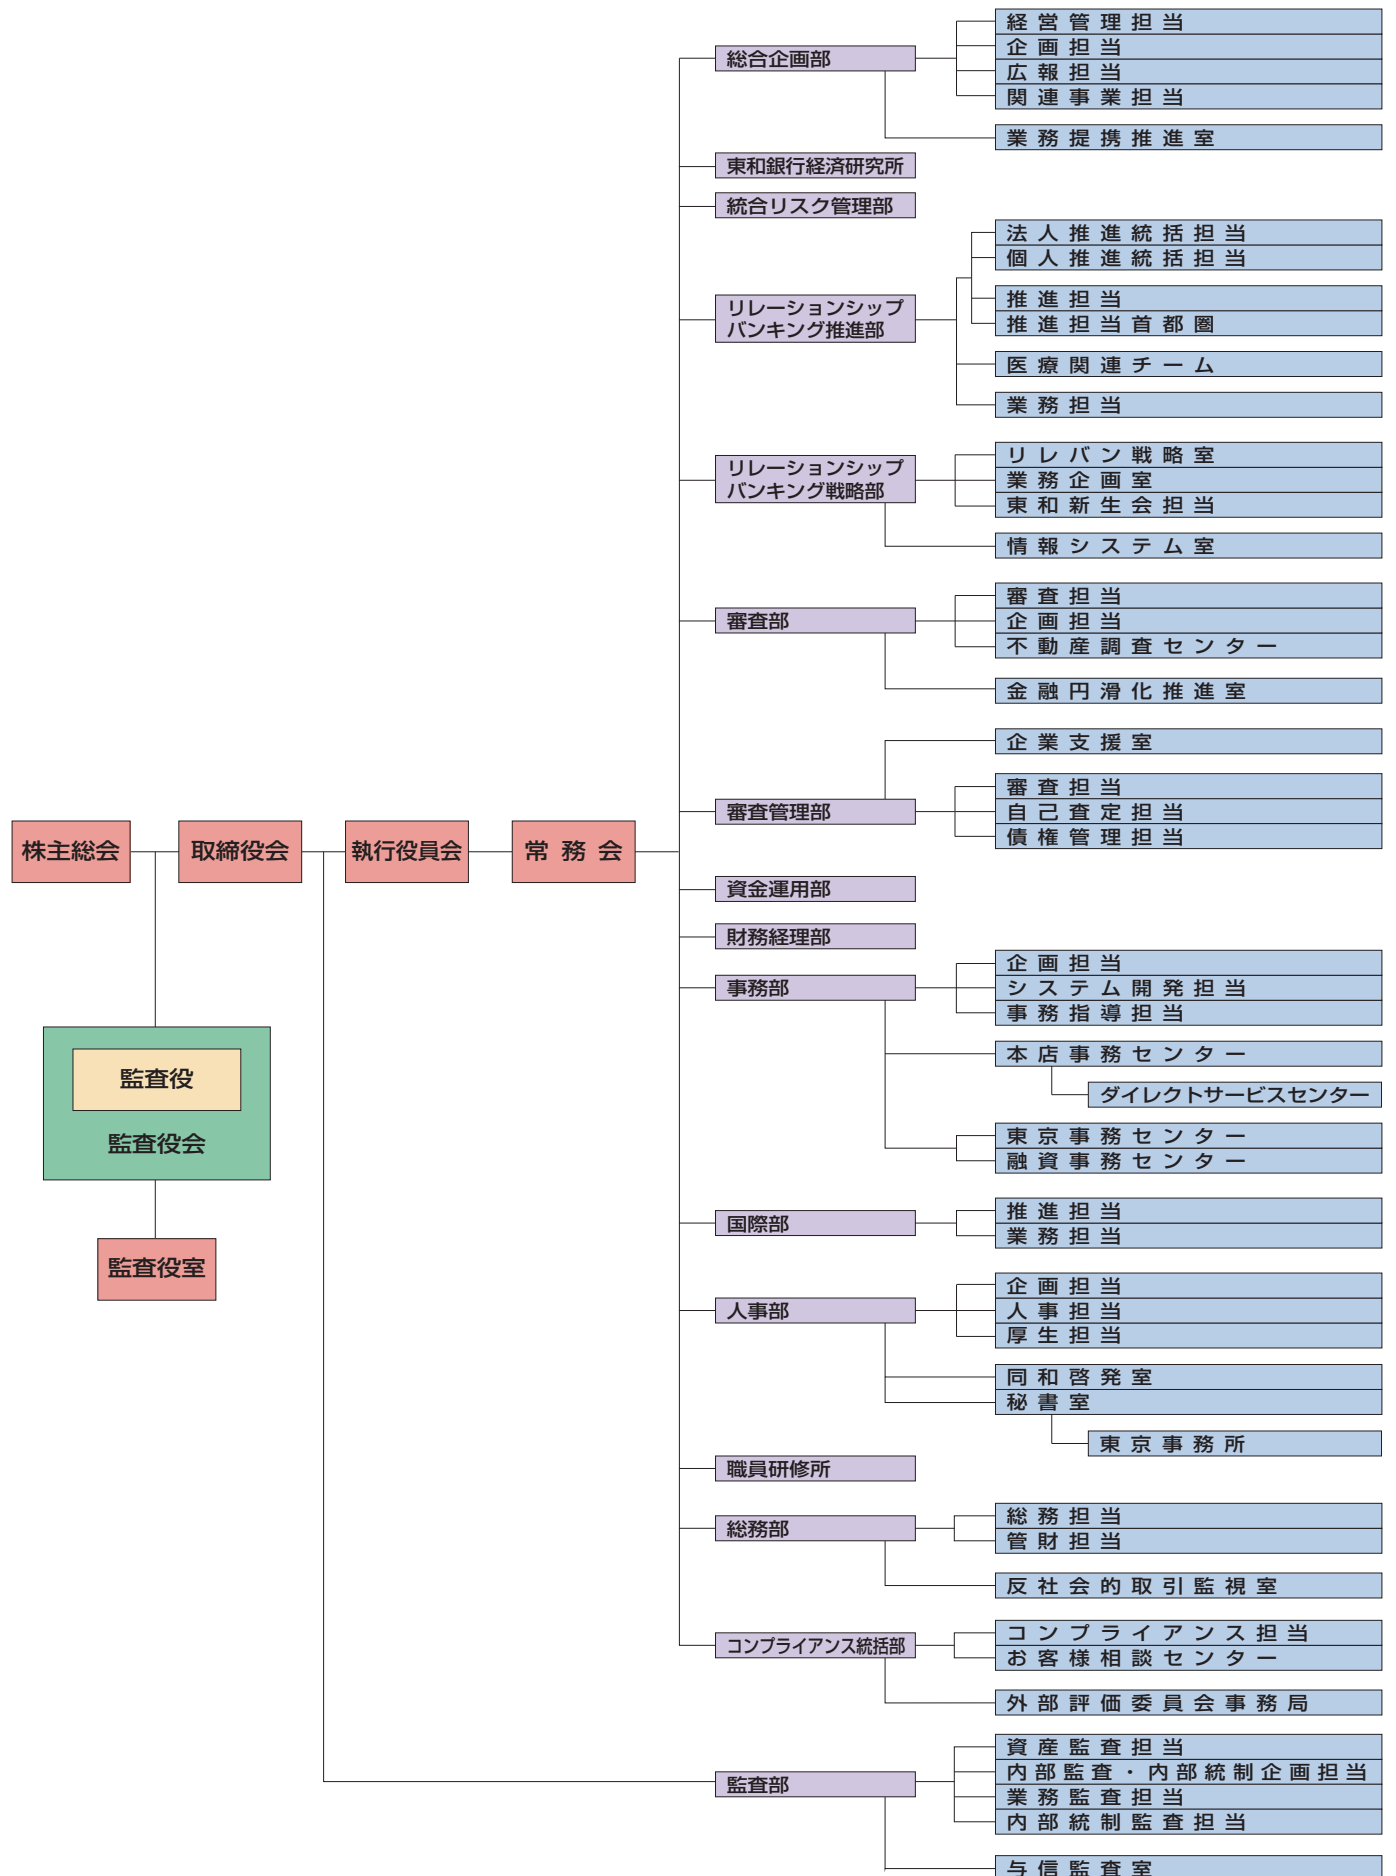 株主総会
取締役会
執行役員会
常務会
監査役
監査役会
監査役室
総合企画部
経営管理担当
企画担当
広報担当
関連事業担当
業務提携推進室
東和銀行経済研究所
統合リスク管理部
リレーションシップ
バンキング推進部
法人推進統括担当
個人推進統括担当
推進担当
推進担当首都圏
医療関連チーム
業務担当
リレーションシップ
バンキング戦略部
リレバン戦略室
業務企画室
東和新生会担当
情報システム室
審査部
審査担当
企画担当
不動産調査センター
金融円滑化推進室
審査管理部
企業支援室
審査担当
自己査定担当
債権管理担当
資金運用部
財務経理部
事務部
企画担当
システム開発担当
事務指導担当
本店事務センター
ダイレクトサービスセンター
東京事務センター
融資事務センター
国際部
推進担当
業務担当
人事部
企画担当
人事担当
厚生担当
同和啓発室
秘書室
東京事務所
職員研修所
総務部
総務担当
管財担当
反社会的取引監視室
コンプライアンス統括部
コンプライアンス担当
お客様相談センター
外部評価委員会事務局
監査部
資産監査担当
内部監査・内部統制企画担当
業務監査担当
内部統制監査担当
与信監査室